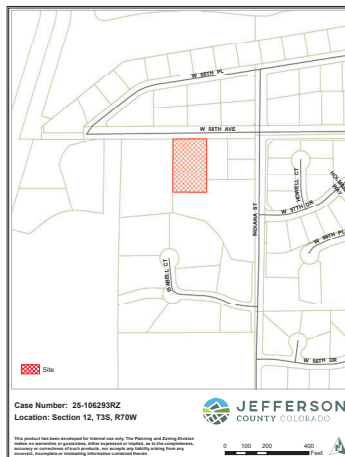 W 58TH PL
W 58TH AVE
INDIANA ST
HOWELL CT
HOLMAN WAY
W 57TH DR
W 56TH PL
W 56TH DR
Site
Case Number: 25-106293RZ
Location: Section 12, T3S, R70W
This product has been developed for internal use only. The Planning and Zoning Division
makes no warranties or guarantees, either expressed or implied, as to the completeness,
accuracy or correctness of such products, nor accepts any liability arising from any
incorrect, incomplete or misleading information contained therein.
JEFFERSON
COUNTY COLORADO
0 100 200 400
Feet